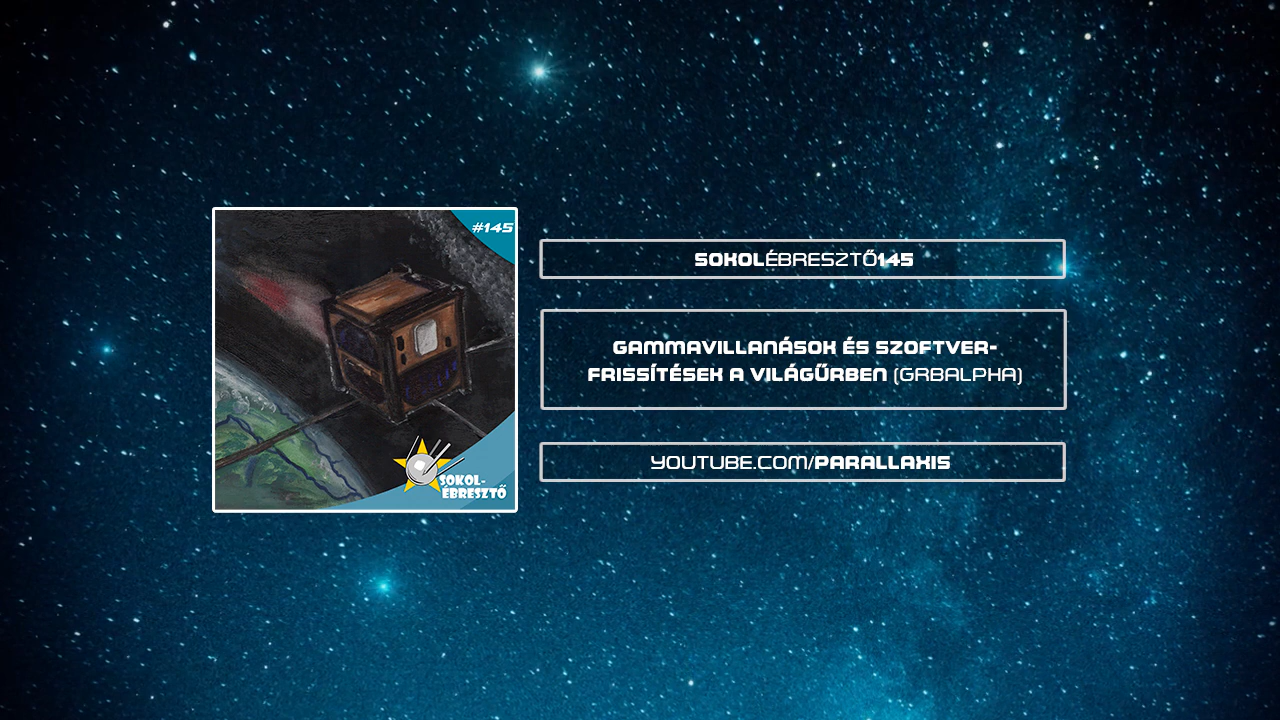 #145
SOKOL-
ÉBRESZTŐ
SOKOLÉBRESZTŐ145
GAMMAVILLANÁSOK ÉS SZOFTVER-
FRISSÍTÉSEK A VILÁGŰRBEN (GRBALPHA)
YOUTUBE.COM/PARALLAXIS